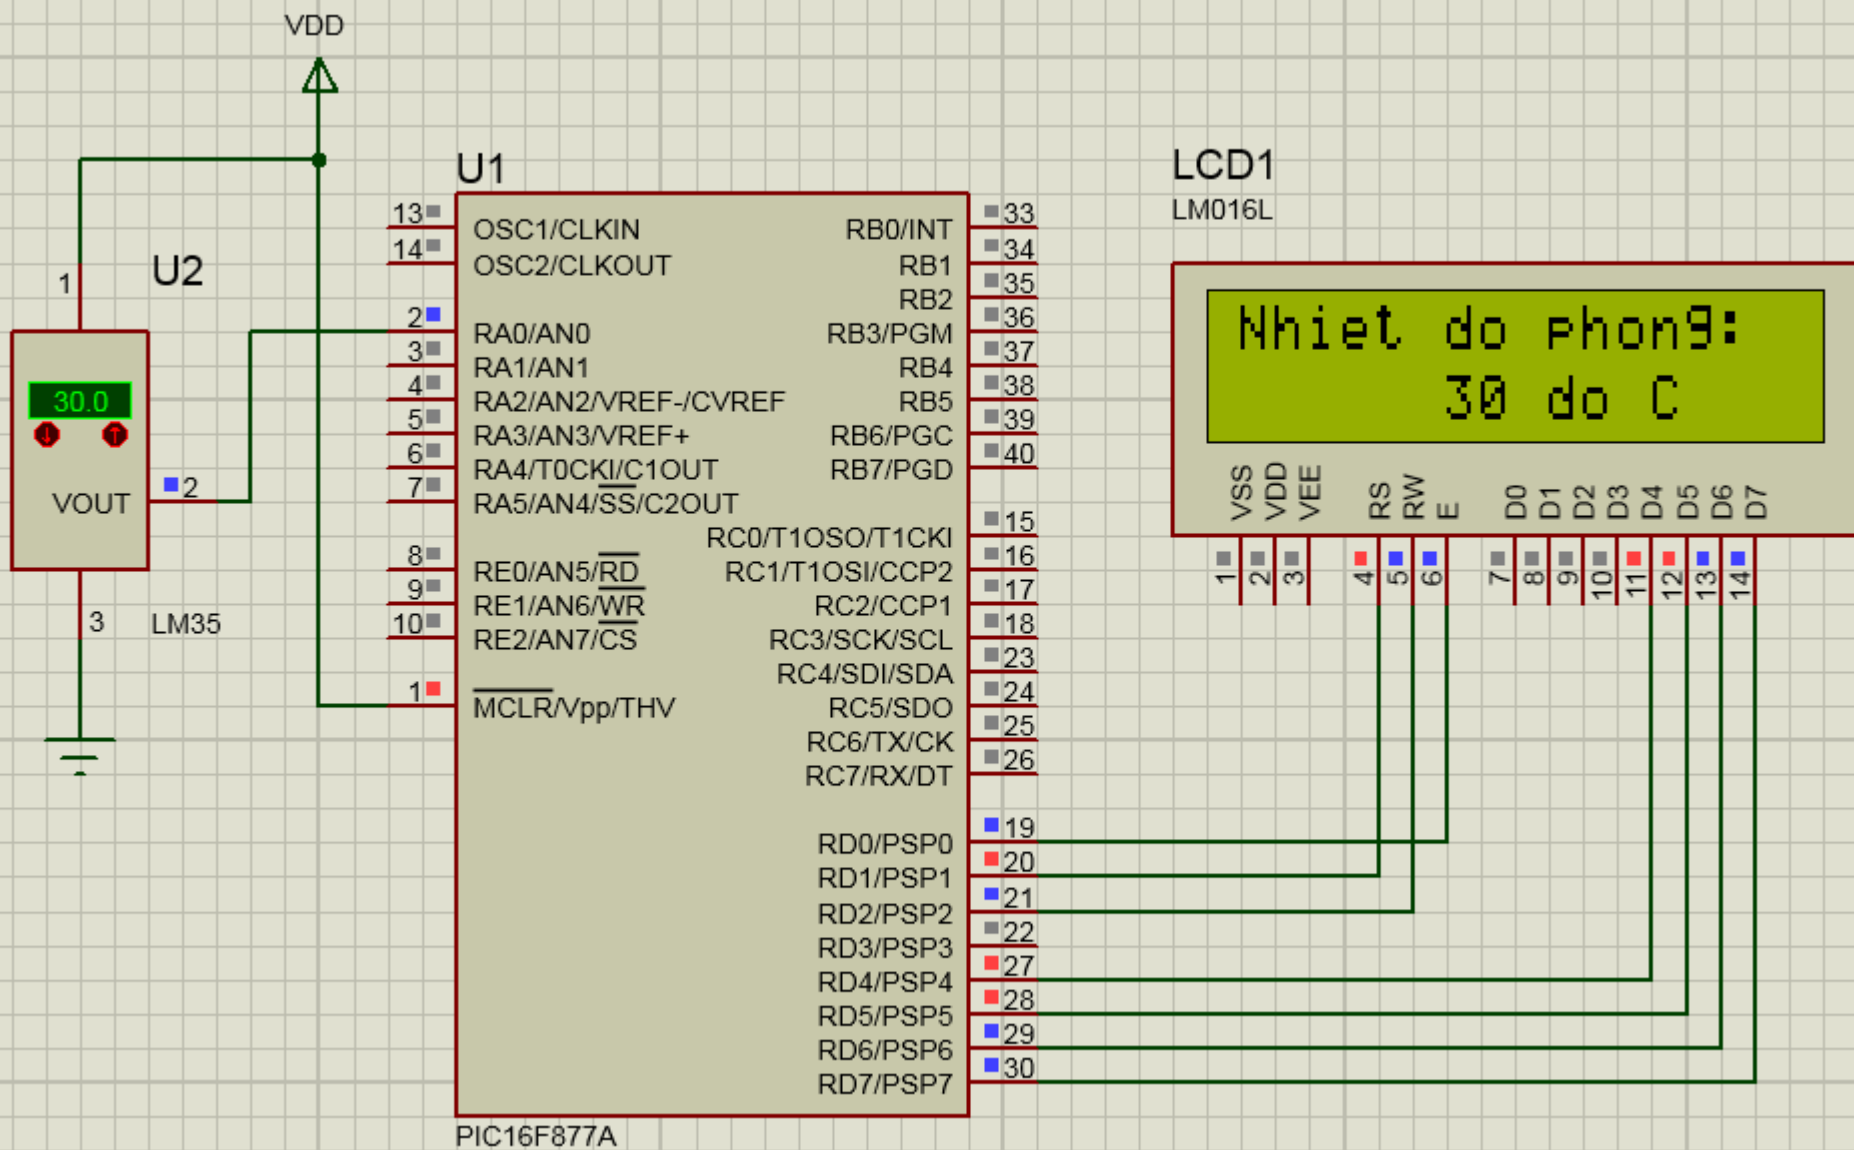 VDD
U1
13
OSC1/CLKIN
14
OSC2/CLKOUT
2
RA0/AN0
3
RA1/AN1
4
RA2/AN2/VREF-/CVREF
5
RA3/AN3/VREF+
6
RA4/T0CKI/C1OUT
7
RA5/AN4/SS/C2OUT
8
RE0/AN5/RD
9
RE1/AN6/WR
10
RE2/AN7/CS
1
MCLR/Vpp/THV
RB0/INT
33
RB1
34
RB2
35
RB3/PGM
36
RB4
37
RB5
38
RB6/PGC
39
RB7/PGD
40
RC0/T1OSO/T1CKI
15
RC1/T1OSI/CCP2
16
RC2/CCP1
17
RC3/SCK/SCL
18
RC4/SDI/SDA
23
RC5/SDO
24
RC6/TX/CK
25
RC7/RX/DT
26
RD0/PSP0
19
RD1/PSP1
20
RD2/PSP2
21
RD3/PSP3
22
RD4/PSP4
27
RD5/PSP5
28
RD6/PSP6
29
RD7/PSP7
30
PIC16F877A
U2
1
30.0
VOUT
2
3
LM35
LCD1
LM016L
Nhiet do phong:
30 do C
VSS VDD VEE RS RW E D0 D1 D2 D3 D4 D5 D6 D7
1 2 3 4 5 6 7 8 9 10 11 12 13 14